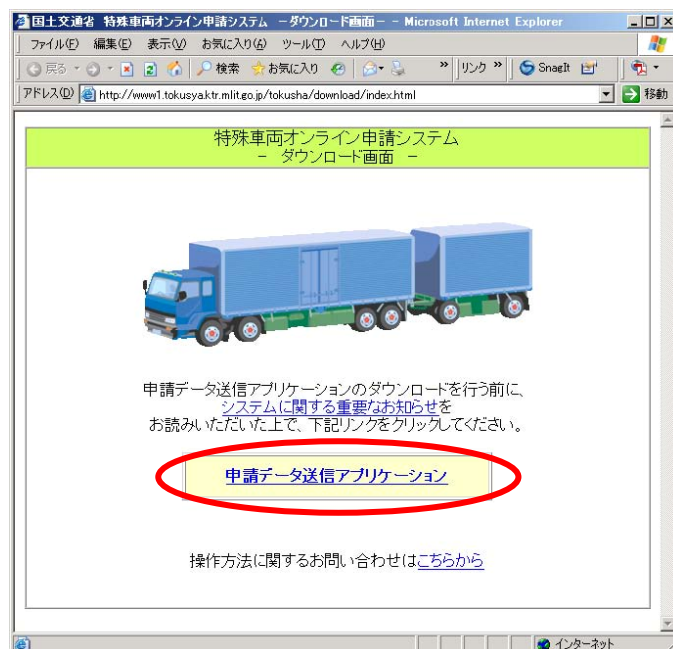 国土交通省 特殊車両オンライン申請システム -ダウンロード画面- - Microsoft Internet Explorer
ファイル(F) 編集(E) 表示(V) お気に入り(A) ツール(T) ヘルプ(H)
戻る 検索 お気に入り » リンク » SnagIt
アドレス(D) http://www1.tokusya.ktr.mlit.go.jp/tokusha/download/index.html 移動
特殊車両オンライン申請システム
- ダウンロード画面 -
申請データ送信アプリケーションのダウンロードを行う前に、
システムに関する重要なお知らせを
お読みいただいた上で、下記リンクをクリックしてください。
申請データ送信アプリケーション
操作方法に関するお問い合わせはこちらから
インターネット